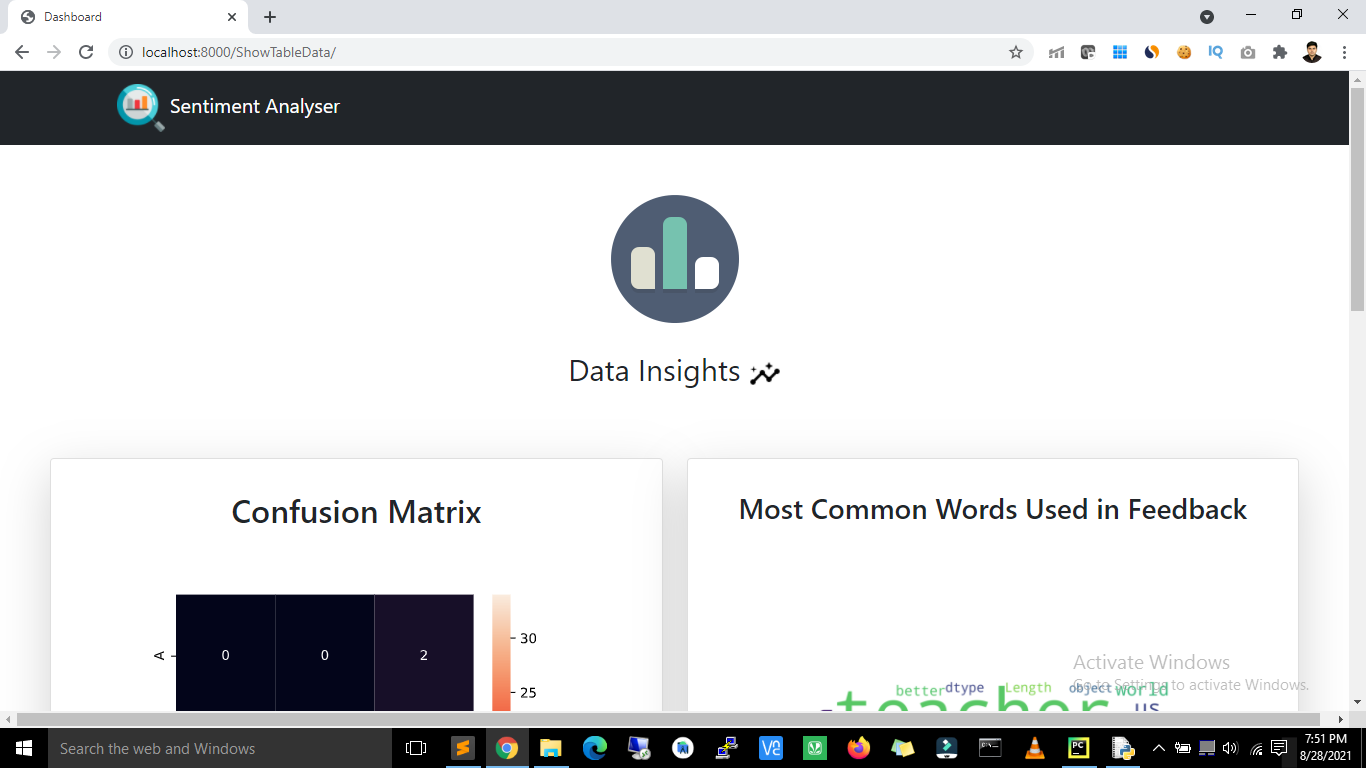 Dashboard
localhost:8000/ShowTableData/
IQ
Sentiment Analyser
Data Insights
Confusion Matrix
Most Common Words Used in Feedback
A
0 0 2
30
25
better dtype Length object world
teacher us
Activate Windows
Go to Settings to activate Windows.
Search the web and Windows
PC
7:51 PM
8/28/2021